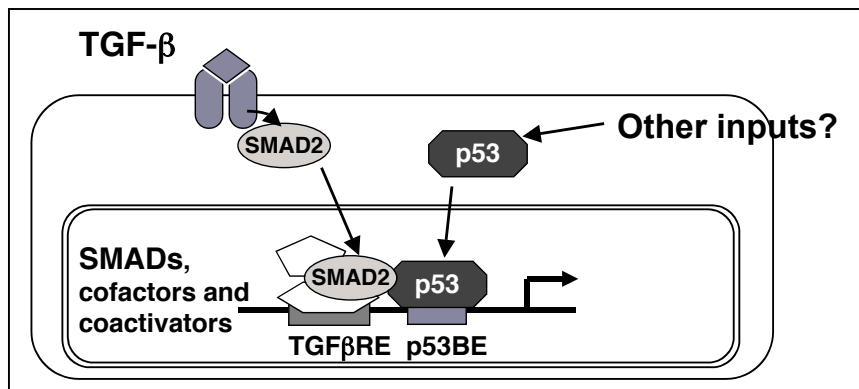 TGF-β
SMAD2
p53
Other inputs?
SMADs,
cofactors and
coactivators
SMAD2
p53
TGFβRE
p53BE